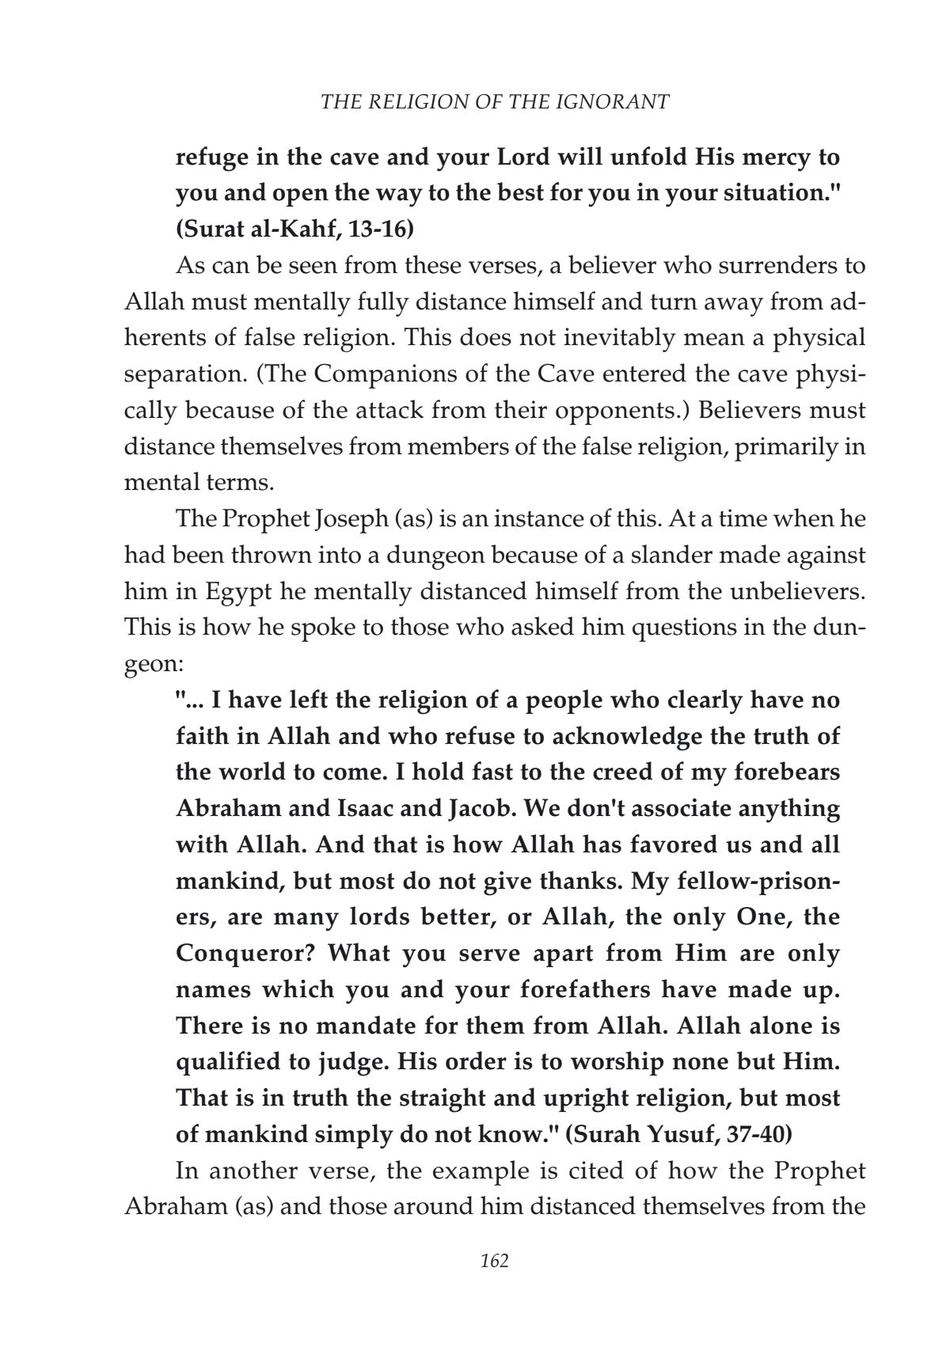 THE RELIGION OF THE IGNORANT
refuge in the cave and your Lord will unfold His mercy to
you and open the way to the best for you in your situation."
(Surat al-Kahf, 13-16)
As can be seen from these verses, a believer who surrenders to
Allah must mentally fully distance himself and turn away from ad-
herents of false religion. This does not inevitably mean a physical
separation. (The Companions of the Cave entered the cave physi-
cally because of the attack from their opponents.) Believers must
distance themselves from members of the false religion, primarily in
mental terms.
The Prophet Joseph (as) is an instance of this. At a time when he
had been thrown into a dungeon because of a slander made against
him in Egypt he mentally distanced himself from the unbelievers.
This is how he spoke to those who asked him questions in the dun-
geon:
"... I have left the religion of a people who clearly have no
faith in Allah and who refuse to acknowledge the truth of
the world to come. I hold fast to the creed of my forebears
Abraham and Isaac and Jacob. We don't associate anything
with Allah. And that is how Allah has favored us and all
mankind, but most do not give thanks. My fellow-prison-
ers, are many lords better, or Allah, the only One, the
Conqueror? What you serve apart from Him are only
names which you and your forefathers have made up.
There is no mandate for them from Allah. Allah alone is
qualified to judge. His order is to worship none but Him.
That is in truth the straight and upright religion, but most
of mankind simply do not know." (Surah Yusuf, 37-40)
In another verse, the example is cited of how the Prophet
Abraham (as) and those around him distanced themselves from the
162